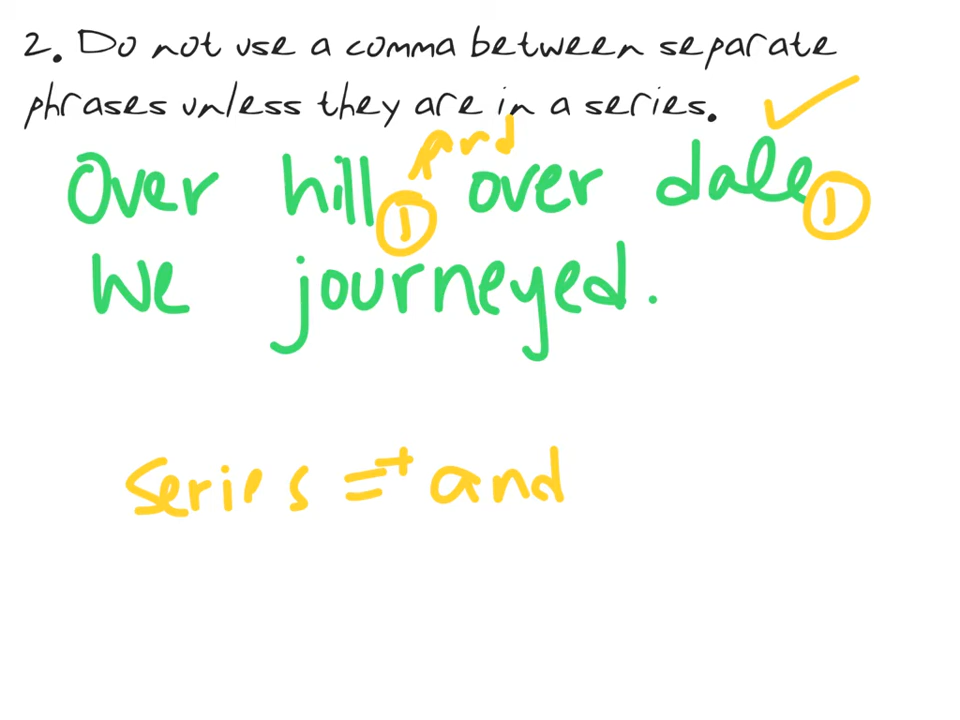 2. Do not use a comma between separate
phrases unless they are in a series.
and
Over hill, over dale,
We journeyed.
Series = + and